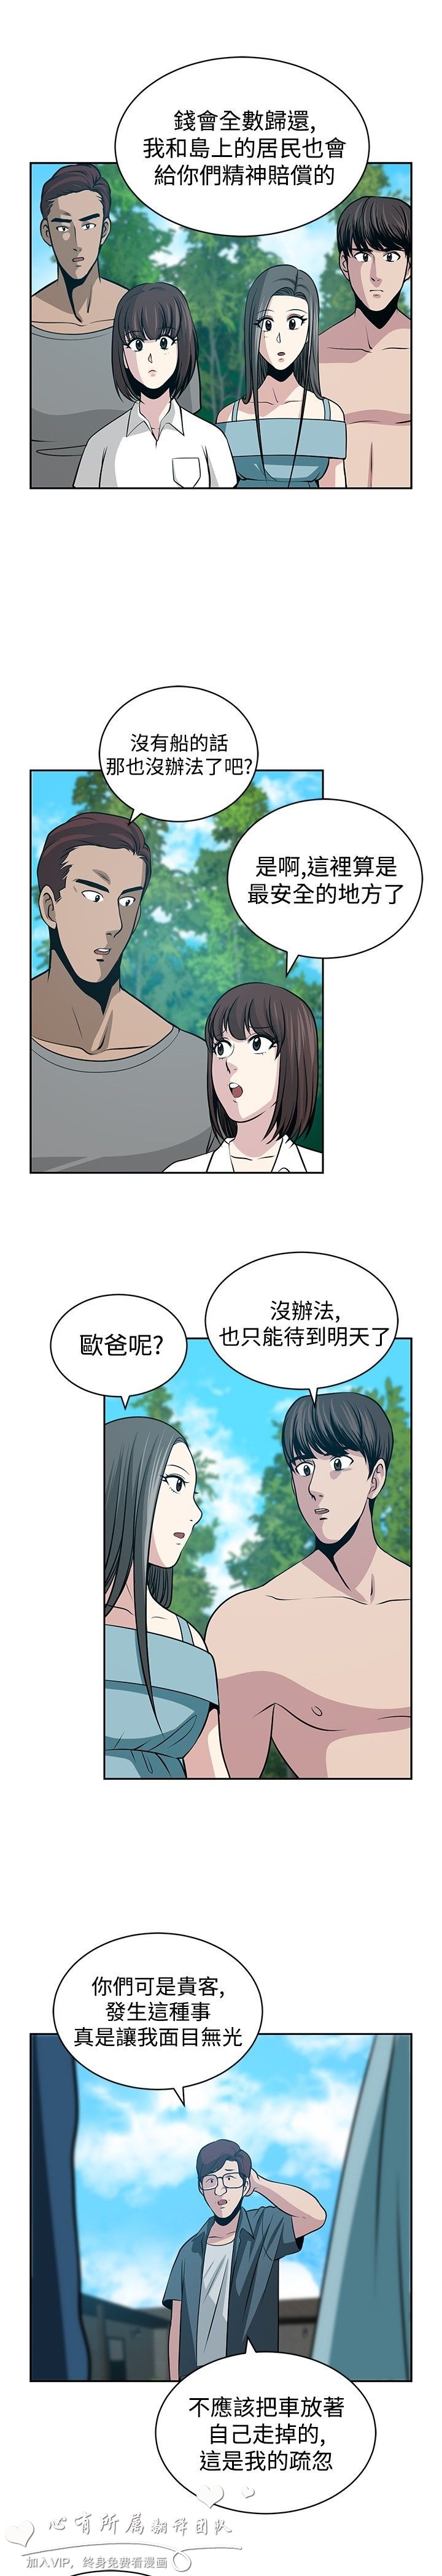 錢會全數歸還,
我和島上的居民也會
給你們精神賠償的
沒有船的話
那也沒辦法了吧?
是啊,這裡算是
最安全的地方了
歐爸呢?
沒辦法,
也只能待到明天了
你們可是貴客,
發生這種事
真是讓我面目無光
不應該把車放著
自己走掉的,
這是我的疏忽
心有所属翻译团队
加入VIP，终身免费看漫画